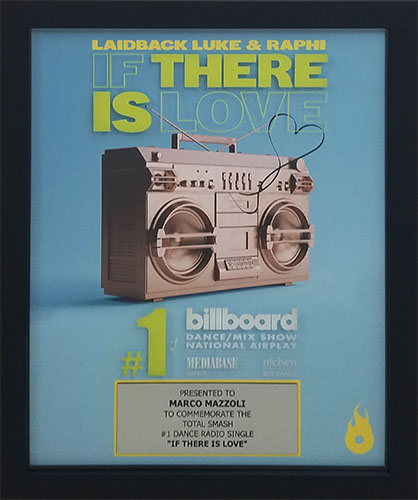 LAIDBACK LUKE & RAPHI
IF THERE
IS LOVE
#1
billboard
DANCE/MIX SHOW
NATIONAL AIRPLAY
MEDIABASE
DANCE
nielsen
PRESENTED TO
MARCO MAZZOLI
TO COMMEMORATE THE
TOTAL SMASH
#1 DANCE RADIO SINGLE
"IF THERE IS LOVE"